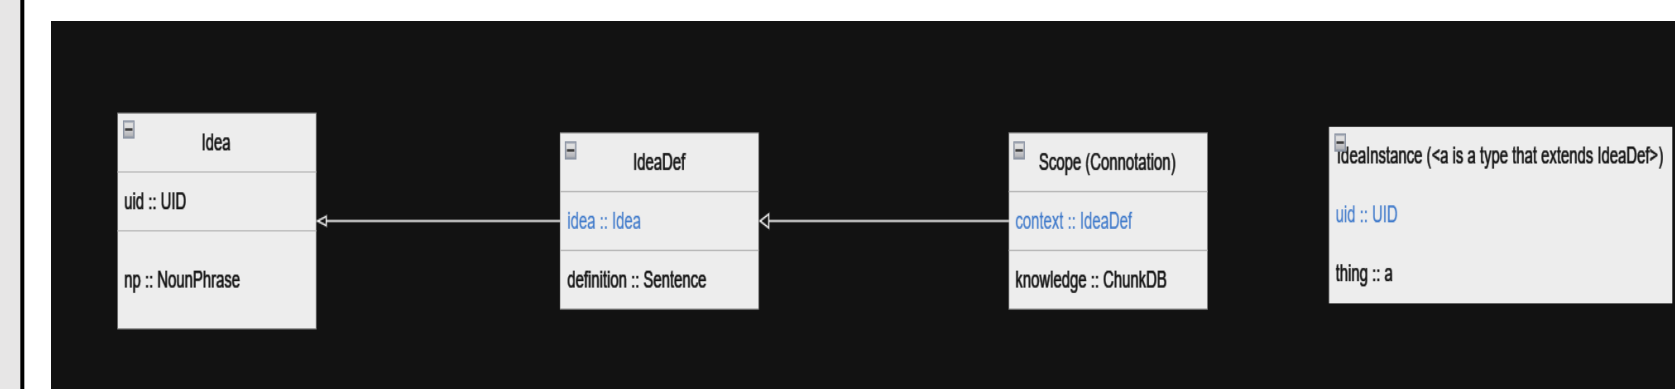 Idea
uid :: UID
np :: NounPhrase
IdeaDef
idea :: Idea
definition :: Sentence
Scope (Connotation)
context :: IdeaDef
knowledge :: ChunkDB
IdeaInstance (<a is a type that extends IdeaDef>)
uid :: UID
thing :: a